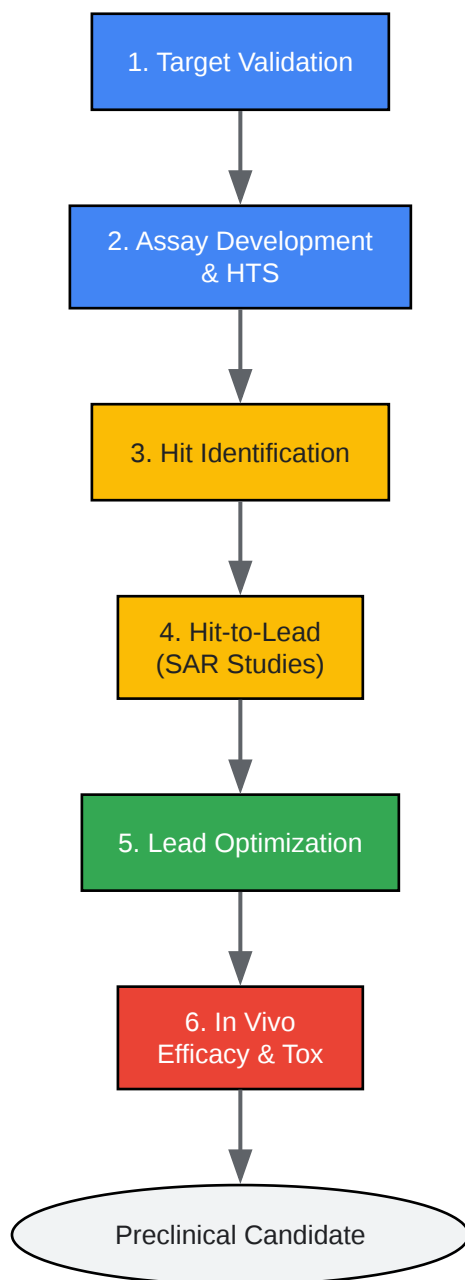 1. Target Validation
2. Assay Development
& HTS
3. Hit Identification
4. Hit-to-Lead
(SAR Studies)
5. Lead Optimization
6. In Vivo
Efficacy & Tox
Preclinical Candidate